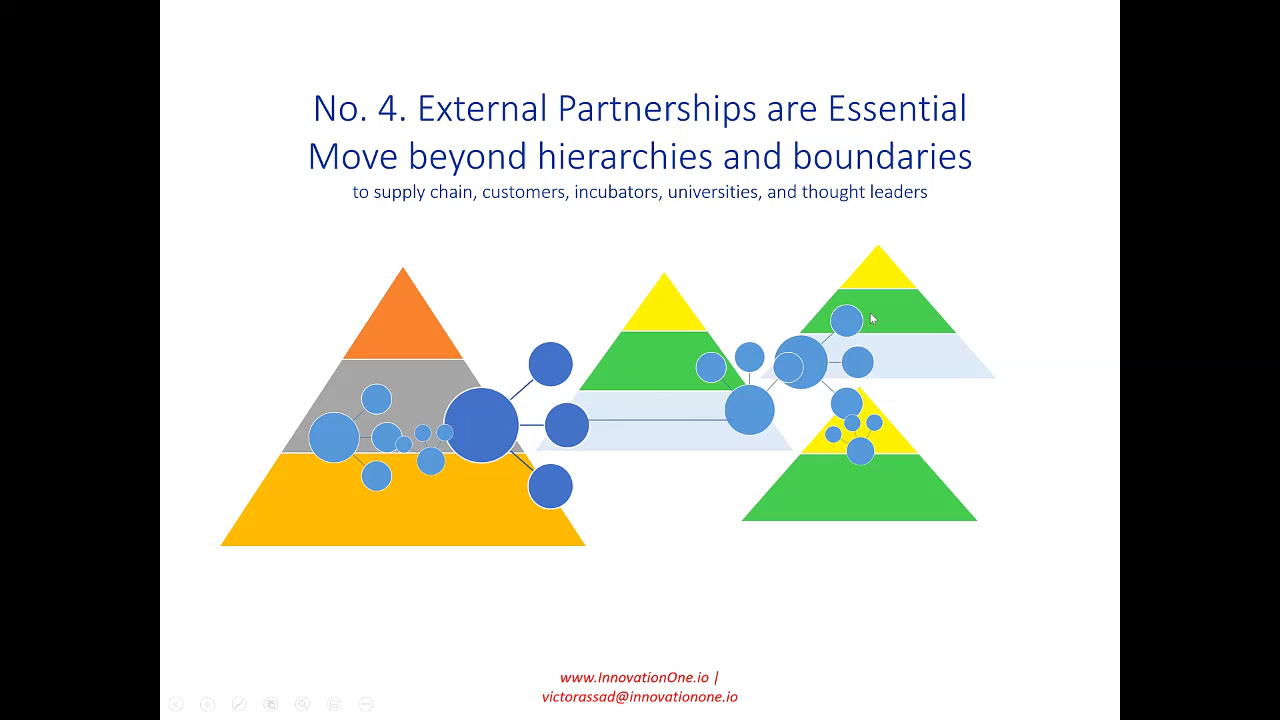 No. 4. External Partnerships are Essential
Move beyond hierarchies and boundaries
to supply chain, customers, incubators, universities, and thought leaders
www.InnovationOne.io |
victorassad@innovationone.io